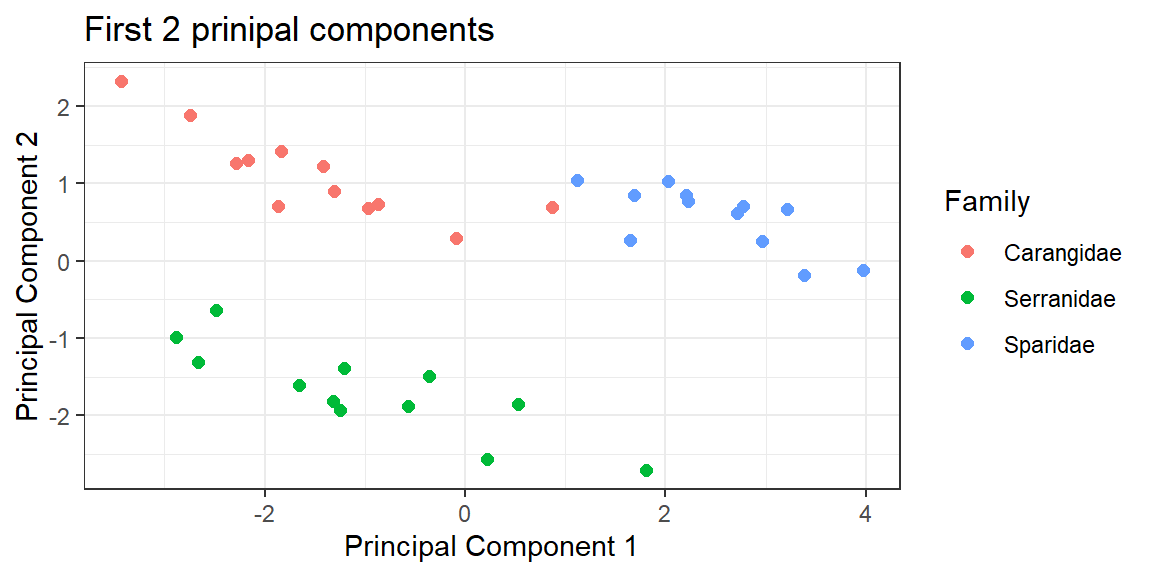 First 2 prinipal components
Principal Component 2
2
1
0
-1
-2
-2
0
2
4
Principal Component 1
Family
Carangidae
Serranidae
Sparidae